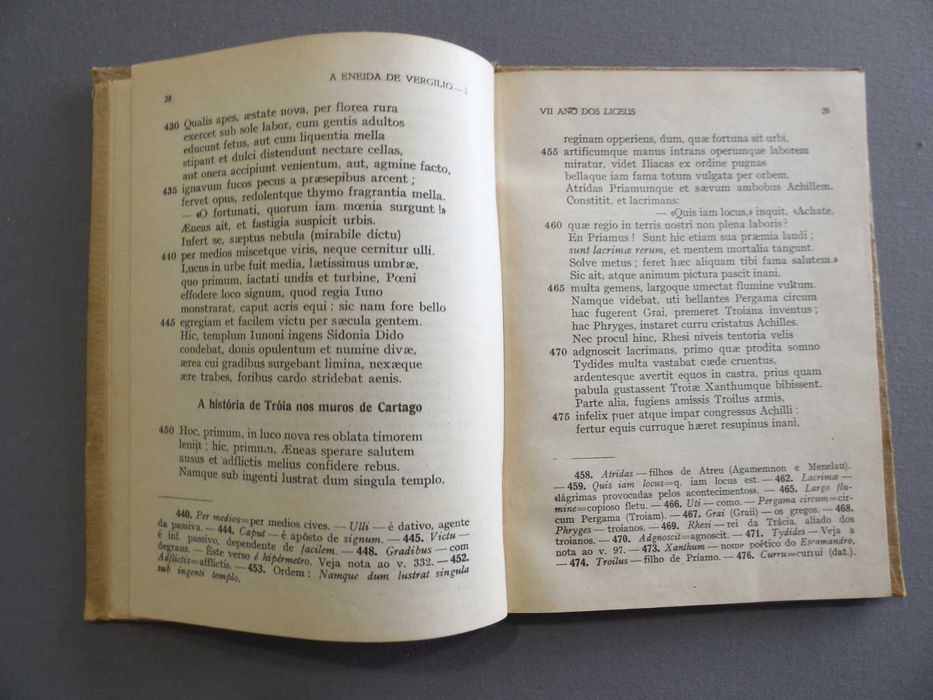 28
A ENEIDA DE VERGILIO — I
430 Qualis apes, æstate nova, per florea rura
exercet sub sole labor, cum gentis adultos
educunt fetus, aut cum liquentia mella
stipant et dulci distendunt nectare cellas,
aut onera accipiunt venientum, aut, agmine facto,
435 ignavum fucos pecus a præsepibus arcent ;
fervet opus, redolentque thymo fragrantia mella.
— «O fortunati, quorum iam mœnia surgunt !»
Æneas ait, et fastigia suspicit urbis.
Infert se, sæptus nebula (mirabile dictu)
440 per medios miscetque viris, neque cernitur ulli.
Lucus in urbe fuit media, lætissimus umbræ,
quo primum, iactati undis et turbine, Pœni
effodere loco signum, quod regia Iuno
monstrarat, caput acris equi : sic nam fore bello
445 egregiam et facilem victu per sæcula gentem.
Hic, templum Iunoni ingens Sidonia Dido
condebat, donis opulentum et numine divæ,
ærea cui gradibus surgebant limina, nexæque
ære trabes, foribus cardo stridebat aenis.
A história de Tróia nos muros de Cartago
450 Hoc, primum, in luco nova res oblata timorem
leniit ; hic, primum, Æneas sperare salutem
ausus et adflictis melius confidere rebus.
Namque sub ingenti lustrat dum singula templo,
440. Per medios=per medios cives. — Ulli — é dativo, agente
da passiva. — 444. Caput — é apôsto de signum. — 445. Victu —
é inf. passivo, dependente de facilem. — 448. Gradibus — com
degraus. — Êste verso é hipérmetro. Veja nota ao v. 332. — 452.
Adflictis=afflictis. — 453. Ordem : Namque dum lustrat singula
sub ingenti templo.
VII ANO DOS LICEUS
29
reginam opperiens, dum, quæ fortuna sit urbi,
455 artificumque manus intrans operumque laborem
miratur, videt Iliacas ex ordine pugnas
bellaque iam fama totum vulgata per orbem,
Atridas Priamumque et sævum ambobus Achillem.
Constitit, et lacrimans:
— «Quis iam locus,» inquit, «Achate,
460 quæ regio in terris nostri non plena laboris?
En Priamus ! Sunt hic etiam sua præmia laudi ;
sunt lacrimæ rerum, et mentem mortalia tangunt.
Solve metus ; feret hæc aliquam tibi fama salutem.»
Sic ait, atque animum pictura pascit inani,
465 multa gemens, largoque umectat flumine vultum.
Namque videbat, uti bellantes Pergama circum
hac fugerent Grai, premeret Troiana inventus ;
hac Phryges, instaret curru cristatus Achilles.
Nec procul hinc, Rhesi niveis tentoria velis
470 adgnoscit lacrimans, primo quæ prodita somno
Tydides multa vastabat cæde cruentus,
ardentesque avertit equos in castra, prius quam
pabula gustassent Troiæ Xanthumque bibissent.
Parte alia, fugiens amissis Troilus armis,
475 infelix puer atque impar congressus Achilli :
fertur equis curruque hæret resupinus inani,
458. Atridas — filhos de Atreu (Agamemnon e Menelau).
— 459. Quis iam locus=q. iam locus est. — 462. Lacrimæ —
lágrimas provocadas pelos acontecimentos. — 465. Largo flu-
mine=copioso fletu. — 466. Uti — como. — Pergama circum=cir-
cum Pergama (Troiam). — 467. Grai (Graii) — os gregos. — 468.
Phryges — troianos. — 469. Rhesi — rei da Trácia, aliado dos
troianos. — 470. Adgnoscit=agnoscit. — 471. Tydides — Veja a
nota ao v. 97. — 473. Xanthum — nome poético do Escamandro.
— 474. Troilus — filho de Príamo. — 476. Curru=currui (dat.).